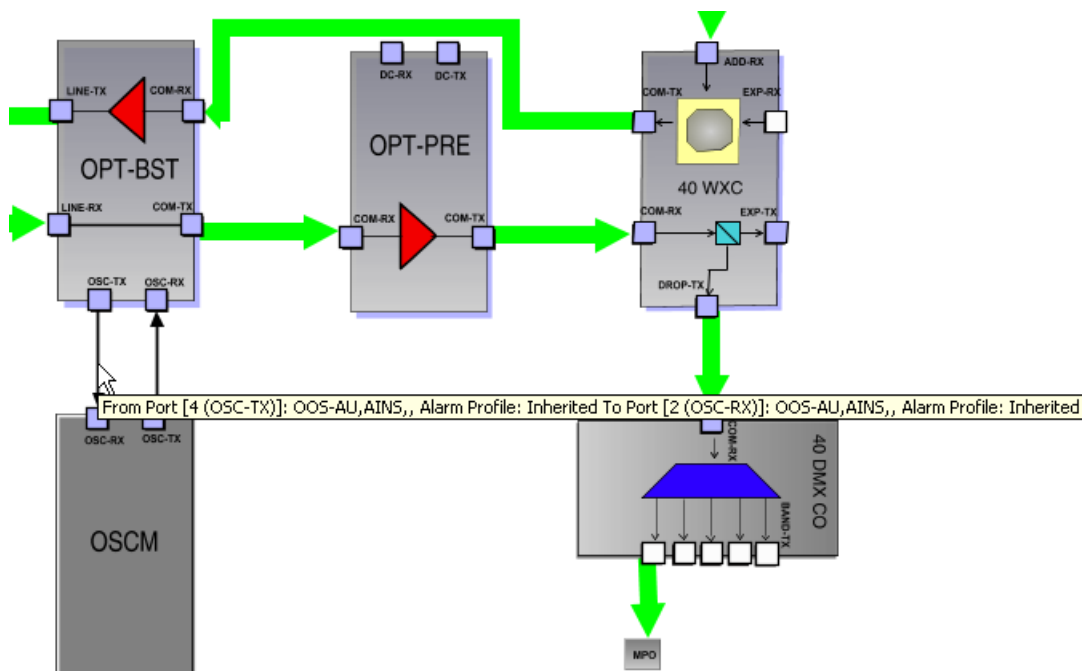 DC-RX
DC-TX
ADD-RX
LINE-TX
COM-RX
COM-TX
EXP-RX
OPT-BST
OPT-PRE
40 WXC
LINE-RX
COM-TX
COM-RX
COM-TX
COM-RX
EXP-TX
OSC-TX
OSC-RX
DROP-TX
From Port [4 (OSC-TX)]: OOS-AU,AINS,, Alarm Profile: Inherited To Port [2 (OSC-RX)]: OOS-AU,AINS,, Alarm Profile: Inherited
OSC-RX
OSC-TX
COM-RX
40 DMX CO
BAND-TX
OSCM
MPO